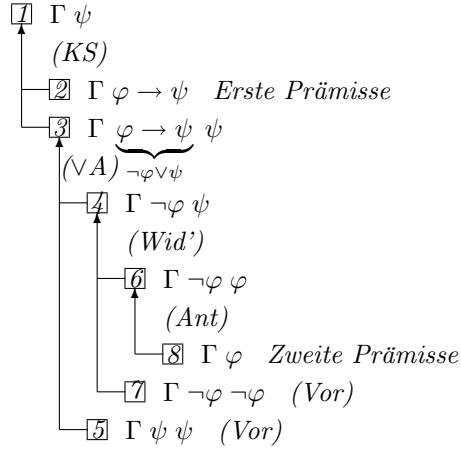 1 Γ ψ
(KS)
2 Γ φ → ψ Erste Prämisse
3 Γ φ → ψ ψ
(∨A) ¬φ∨ψ
4 Γ ¬φ ψ
(Wid')
6 Γ ¬φ φ
(Ant)
8 Γ φ Zweite Prämisse
7 Γ ¬φ ¬φ (Vor)
5 Γ ψ ψ (Vor)